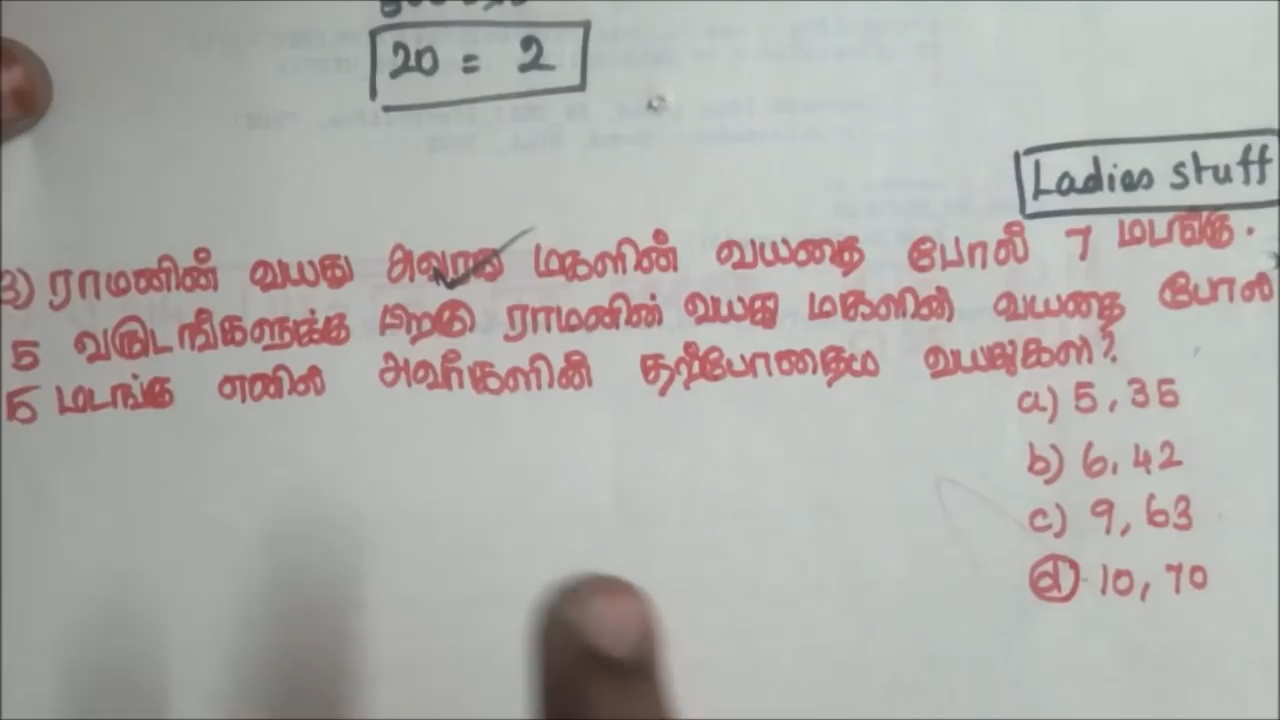 20 = 2
Ladies stuff
3) ராமனின் வயது அவரது மகளின் வயதை போல் 7 மடங்கு.
5 வருடங்களுக்கு பிறகு ராமனின் வயது மகளின் வயதை போல்
5 மடங்கு எனில் அவர்களின் தற்போதைய வயதுகள்?
a) 5, 35
b) 6, 42
c) 9, 63
d) 10, 70